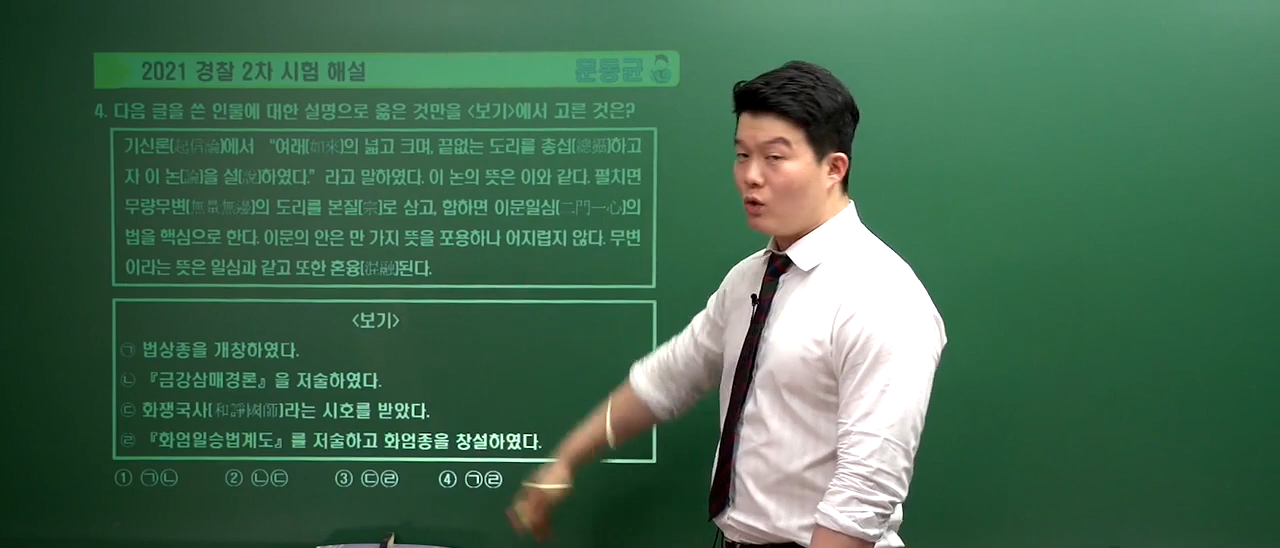 2021 경찰 2차 시험 해설
문동균
4. 다음 글을 쓴 인물에 대한 설명으로 옳은 것만을 <보기>에서 고른 것은?
기신론(起信論)에서 "여래(如來)의 넓고 크며, 끝없는 도리를 총섭(總攝)하고
자 이 논(論)을 설(說)하였다." 라고 말하였다. 이 논의 뜻은 이와 같다. 펼치면
무량무변(無量無邊)의 도리를 본질(宗)로 삼고, 합하면 이문일심(二門一心)의
법을 핵심으로 한다. 이문의 안은 만 가지 뜻을 포용하나 어지럽지 않다. 무변
이라는 뜻은 일심과 같고 또한 혼융(混融)된다.
<보기>
㉠ 법상종을 개창하였다.
㉡ 『금강삼매경론』을 저술하였다.
㉢ 화쟁국사(和諍國師)라는 시호를 받았다.
㉣ 『화엄일승법계도』를 저술하고 화엄종을 창설하였다.
① ㉠㉡ ② ㉡㉢ ③ ㉢㉣ ④ ㉠㉣